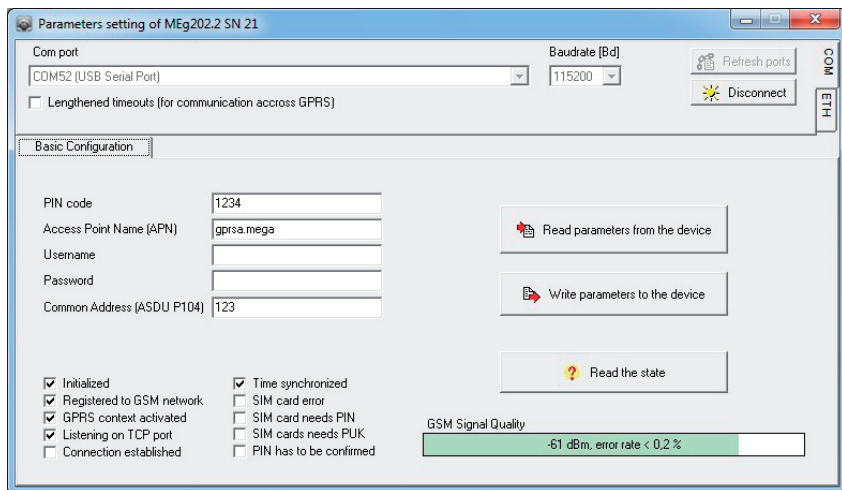 Parameters setting of MEg202.2 SN 21
Com port
Baudrate [Bd]
COM52 (USB Serial Port)
115200
Refresh ports
Lengthened timeouts (for communication accross GPRS)
Disconnect
COM
ETH
Basic Configuration
PIN code
1234
Access Point Name (APN)
gprsa.mega
Username
Password
Common Address (ASDU P104)
123
Read parameters from the device
Write parameters to the device
Read the state
Initialized
Registered to GSM network
GPRS context activated
Listening on TCP port
Connection established
Time synchronized
SIM card error
SIM card needs PIN
SIM cards needs PUK
PIN has to be confirmed
GSM Signal Quality
-61 dBm, error rate < 0,2 %